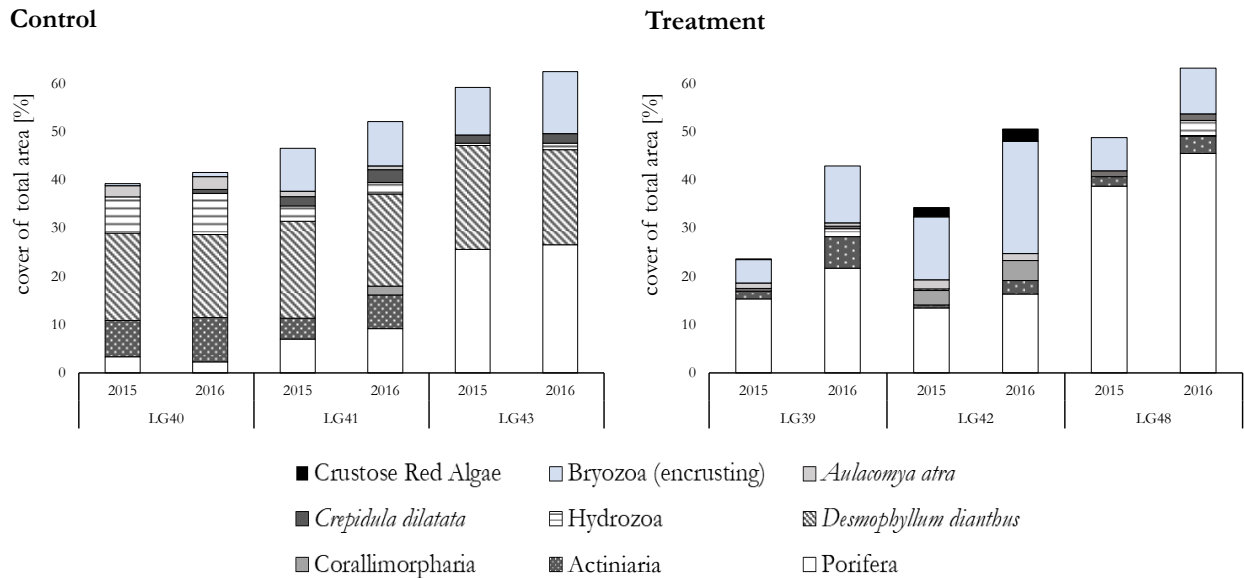 Control
Treatment
cover of total area [%]
60
50
40
30
20
10
0
2015 2016 2015 2016 2015 2016
LG40 LG41 LG43
cover of total area [%]
60
50
40
30
20
10
0
2015 2016 2015 2016 2015 2016
LG39 LG42 LG48
Crustose Red Algae Bryozoa (encrusting) Aulacomya atra
Crepidula dilatata Hydrozoa Desmophyllum dianthus
Corallimorpharia Actiniaria Porifera